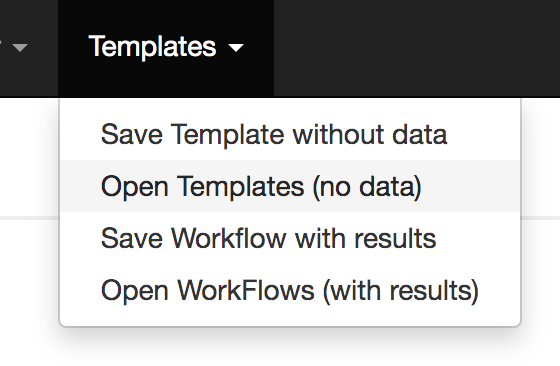 Templates
Save Template without data
Open Templates (no data)
Save Workflow with results
Open WorkFlows (with results)